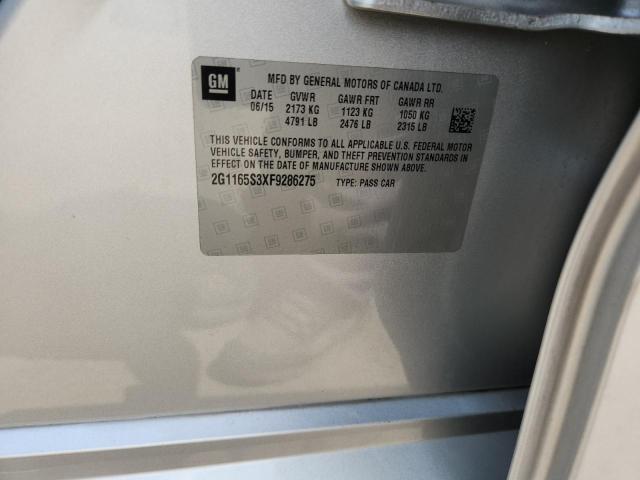 GM
MFD BY GENERAL MOTORS OF CANADA LTD.
DATE GVWR GAWR FRT GAWR RR
06/15 2173 KG 1123 KG 1050 KG
4791 LB 2476 LB 2315 LB
THIS VEHICLE CONFORMS TO ALL APPLICABLE U.S. FEDERAL MOTOR
VEHICLE SAFETY, BUMPER, AND THEFT PREVENTION STANDARDS IN
EFFECT ON THE DATE OF MANUFACTURE SHOWN ABOVE.
2G1165S3XF9286275 TYPE: PASS CAR